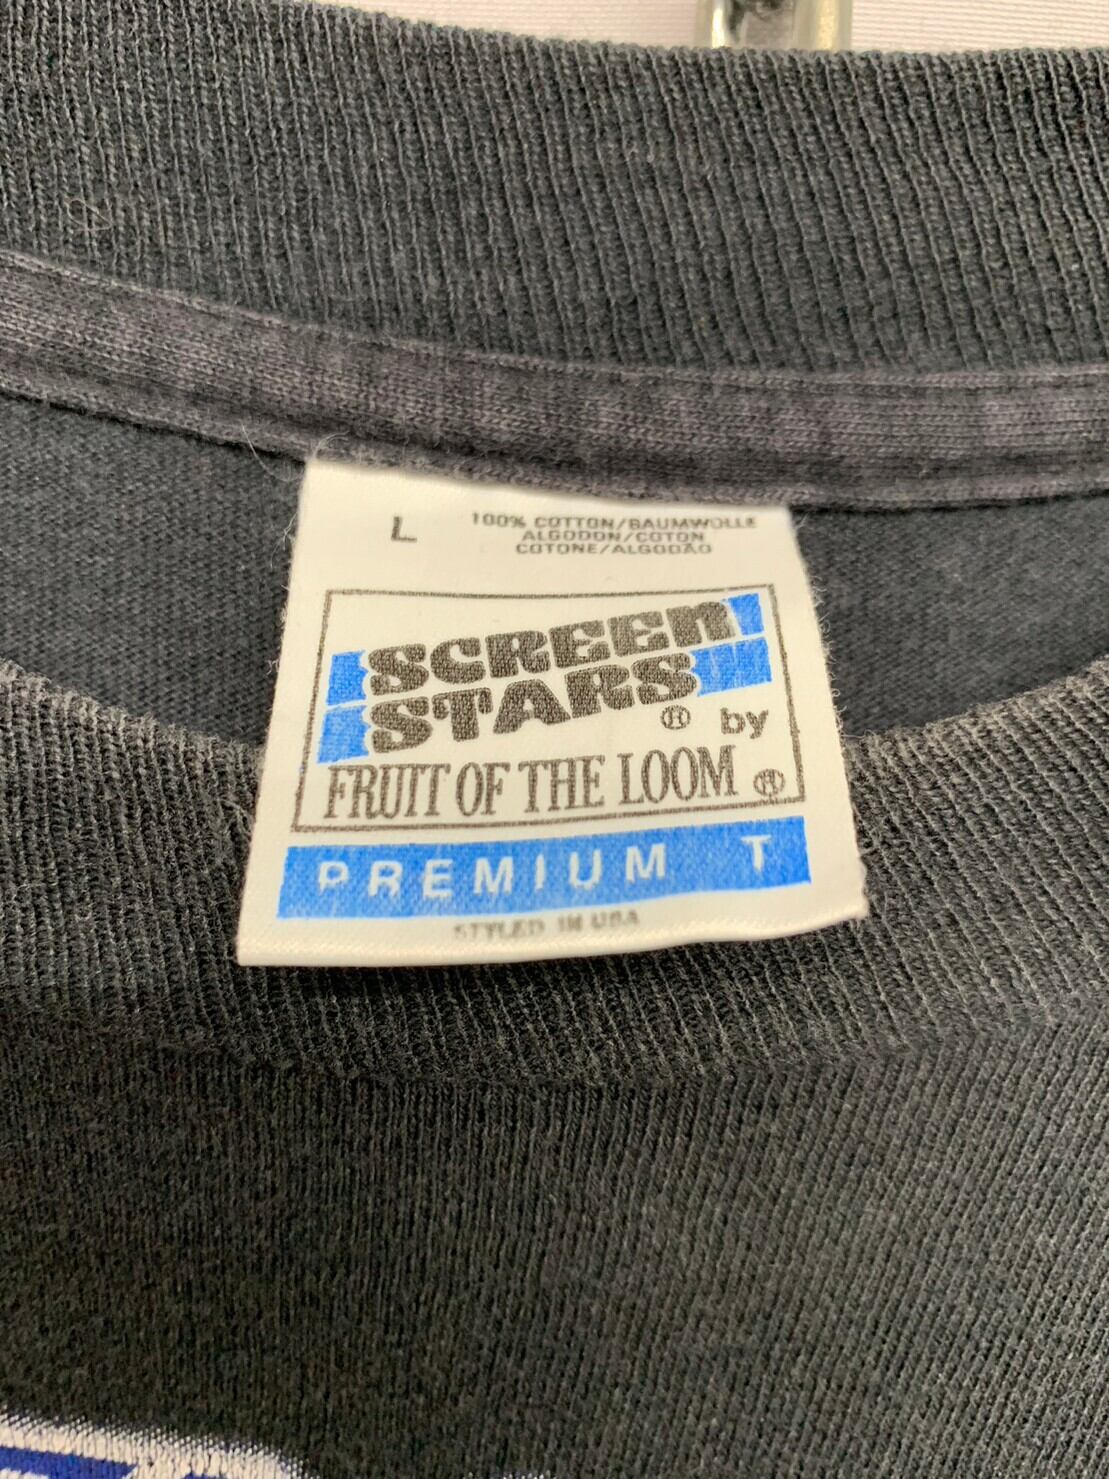 L
100% COTTON/BAUMWOLLE
ALGODON/COTON
COTONE/ALGODÃO
SCREEN
STARS® by
FRUIT OF THE LOOM®
PREMIUM T
STYLED IN USA